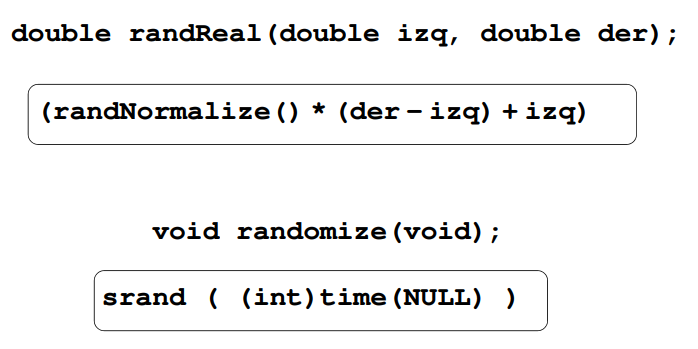 double randReal(double izq, double der);
(randNormalize() * (der - izq) + izq)
void randomize(void);
srand ( (int)time(NULL) )